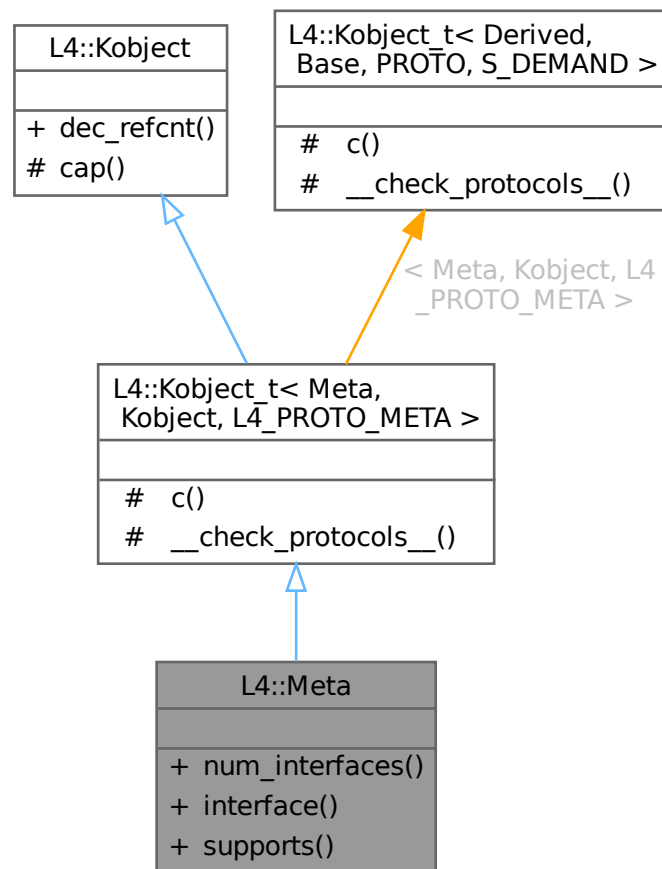 L4::Kobject
+ dec_refcnt()
# cap()
L4::Kobject_t< Derived,
Base, PROTO, S_DEMAND >
# c()
# __check_protocols__()
< Meta, Kobject, L4
_PROTO_META >
L4::Kobject_t< Meta,
Kobject, L4_PROTO_META >
# c()
# __check_protocols__()
L4::Meta
+ num_interfaces()
+ interface()
+ supports()